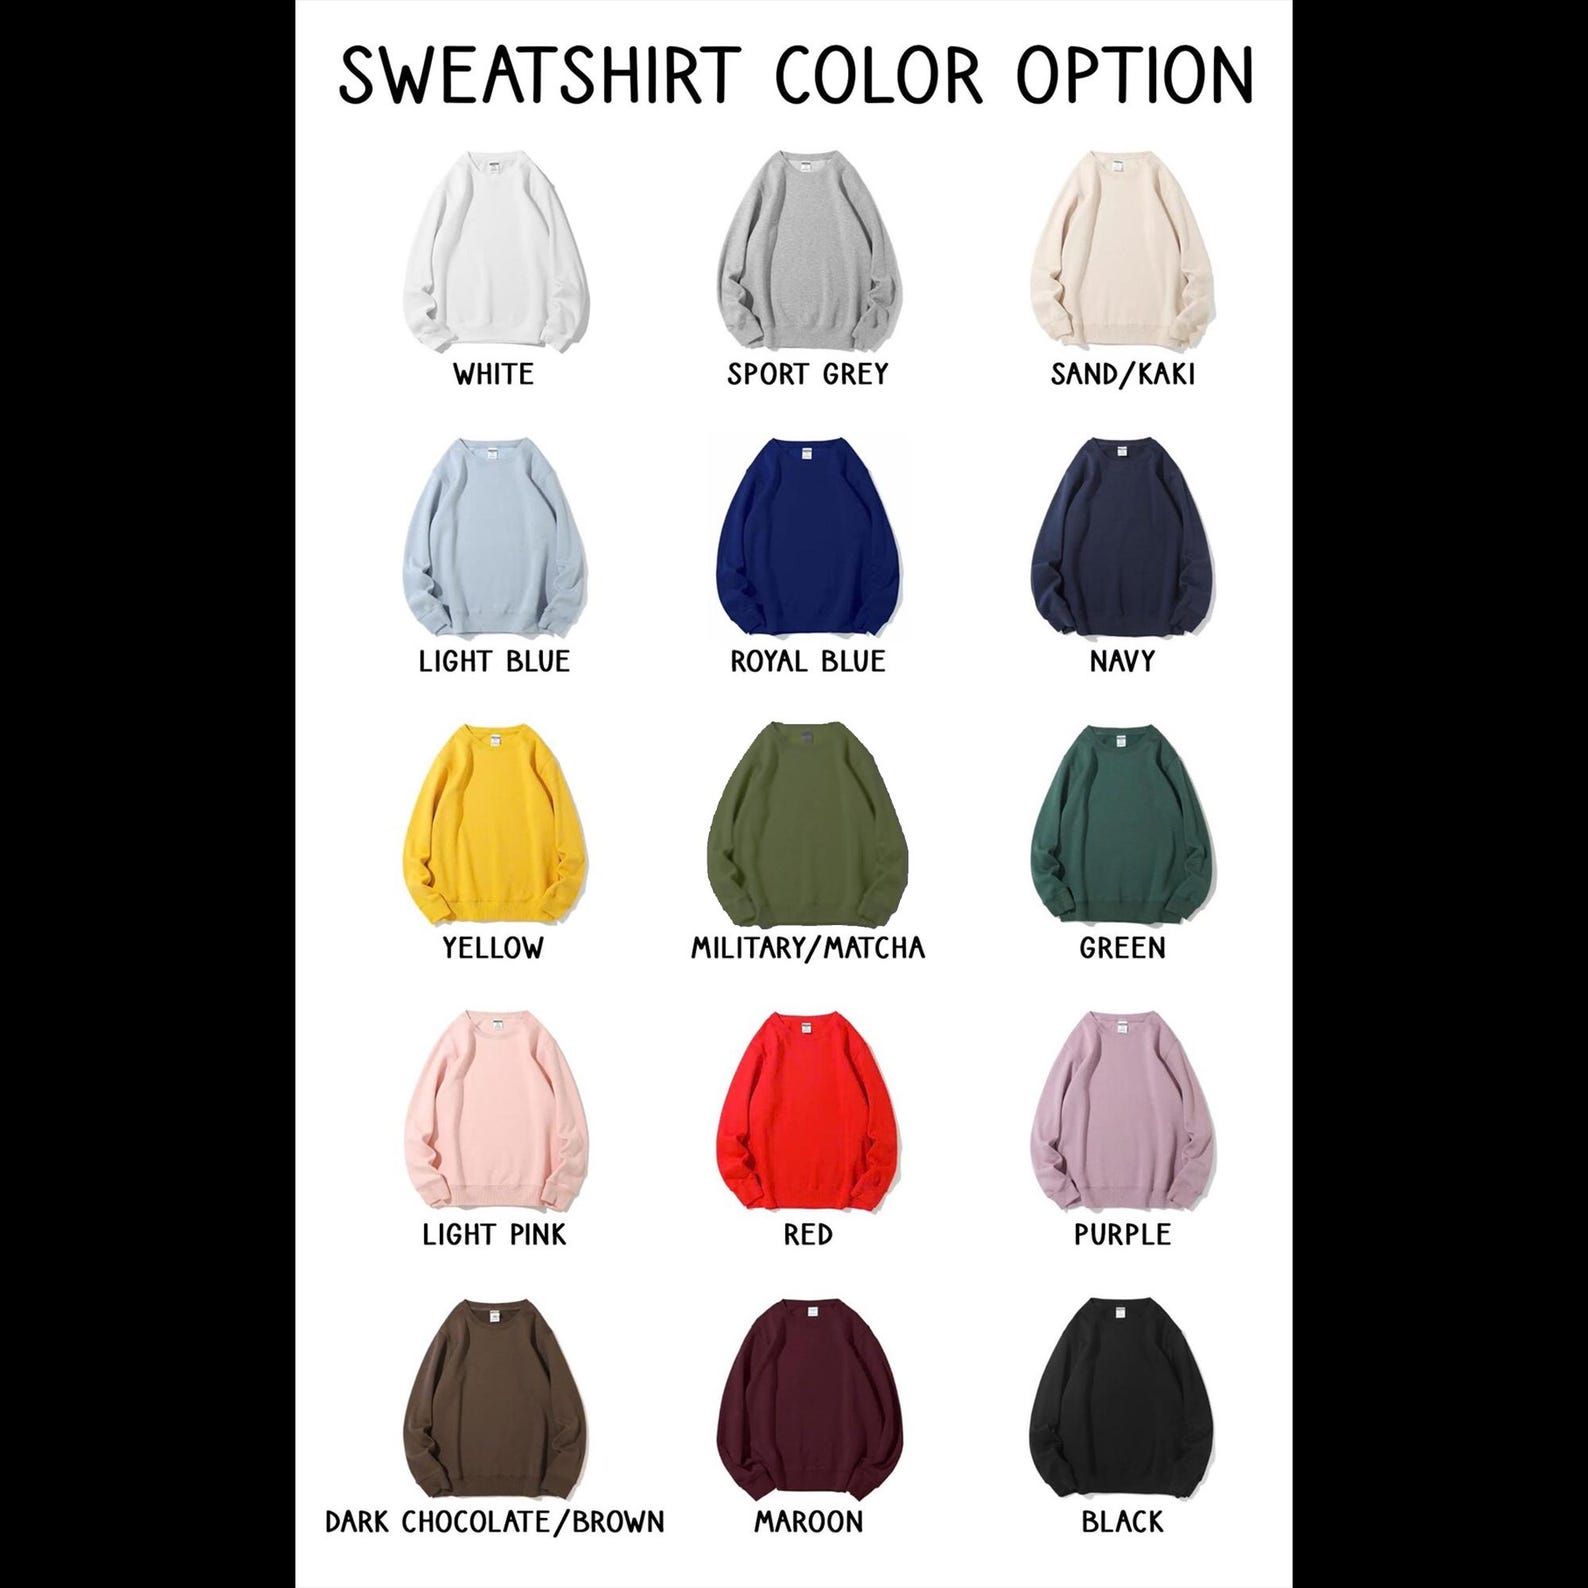 SWEATSHIRT COLOR OPTION
WHITE
SPORT GREY
SAND/KAKI
LIGHT BLUE
ROYAL BLUE
NAVY
YELLOW
MILITARY/MATCHA
GREEN
LIGHT PINK
RED
PURPLE
DARK CHOCOLATE/BROWN
MAROON
BLACK